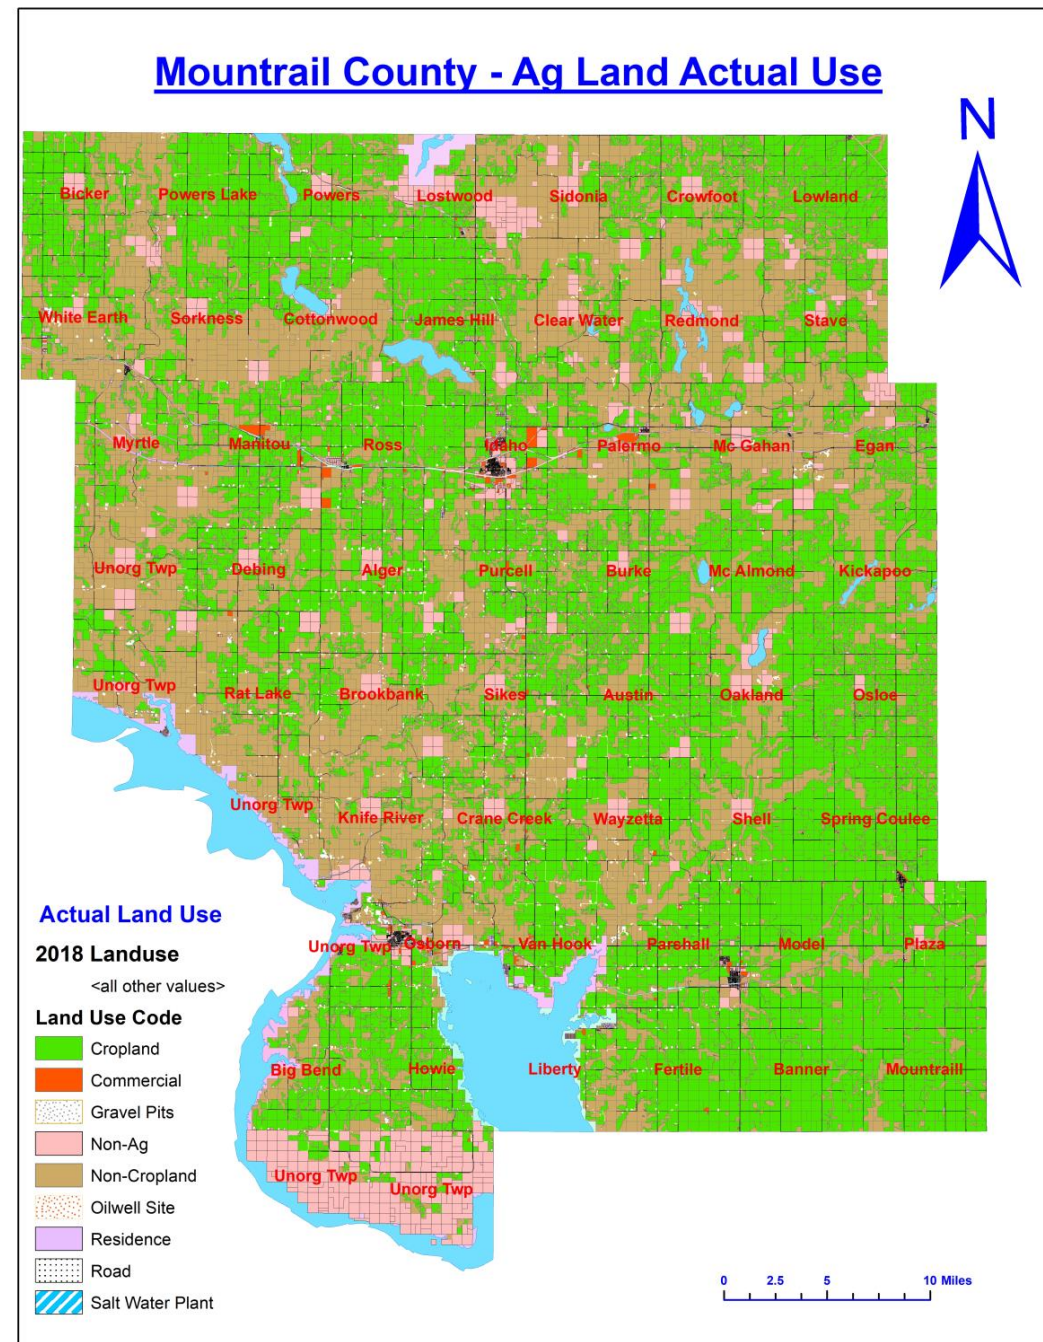 Mountrail County - Ag Land Actual Use
N
Bicker Powers Lake Powers Lostwood Sidonia Crowfoot Lowland
White Earth Sorkness Cottonwood James Hill Clear Water Redmond Stave
Myrtle Manitou Ross Idaho Palermo Mc Gahan Egan
Unorg Twp Debing Alger Purcell Burke Mc Almond Kickapoo
Unorg Twp Rat Lake Brookbank Sikes Austin Oakland Osloe
Unorg Twp Knife River Crane Creek Wayzetta Shell Spring Coulee
Unorg Twp Osborn Van Hook Parshall Model Plaza
Big Bend Howie Liberty Fertile Banner Mountraill
Unorg Twp Unorg Twp
Actual Land Use
2018 Landuse
<all other values>
Land Use Code
Cropland
Commercial
Gravel Pits
Non-Ag
Non-Cropland
Oilwell Site
Residence
Road
Salt Water Plant
0 2.5 5 10 Miles